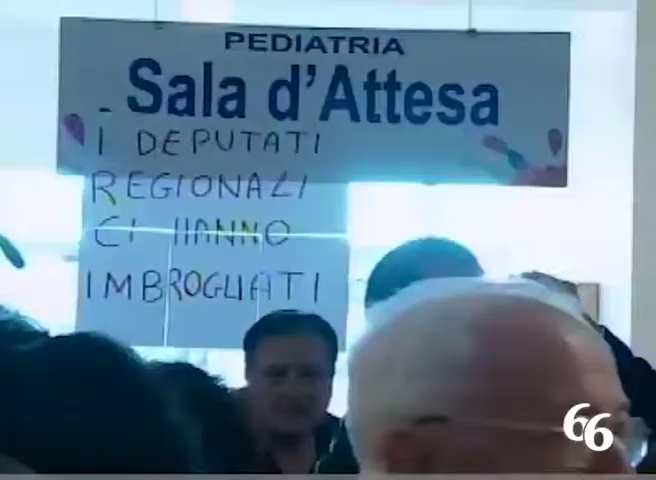 PEDIATRIA
Sala d'Attesa
- I DEPUTATI
REGIONALI
CI HANNO
IMBROGLIATI
66